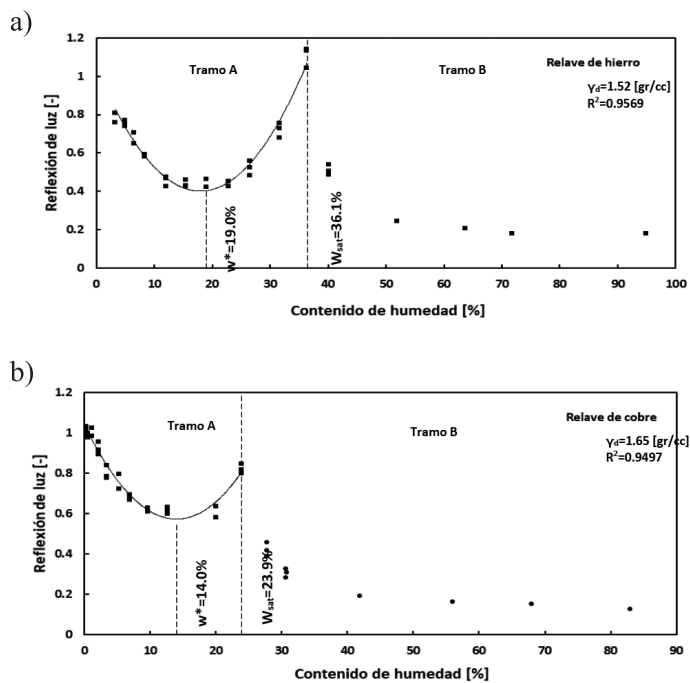 a)
1.2
1
0.8
0.6
0.4
0.2
0
Reflexión de luz [-]
Tramo A
Tramo B
Relave de hierro
γd=1.52 [gr/cc]
R²=0.9569
w*=19.0%
Wsat=36.1%
0 10 20 30 40 50 60 70 80 90 100
Contenido de humedad [%]
b)
1.2
1
0.8
0.6
0.4
0.2
0
Reflexión de luz [-]
Tramo A
Tramo B
Relave de cobre
γd=1.65 [gr/cc]
R²=0.9497
w*=14.0%
Wsat=23.9%
0 10 20 30 40 50 60 70 80 90
Contenido de humedad [%]